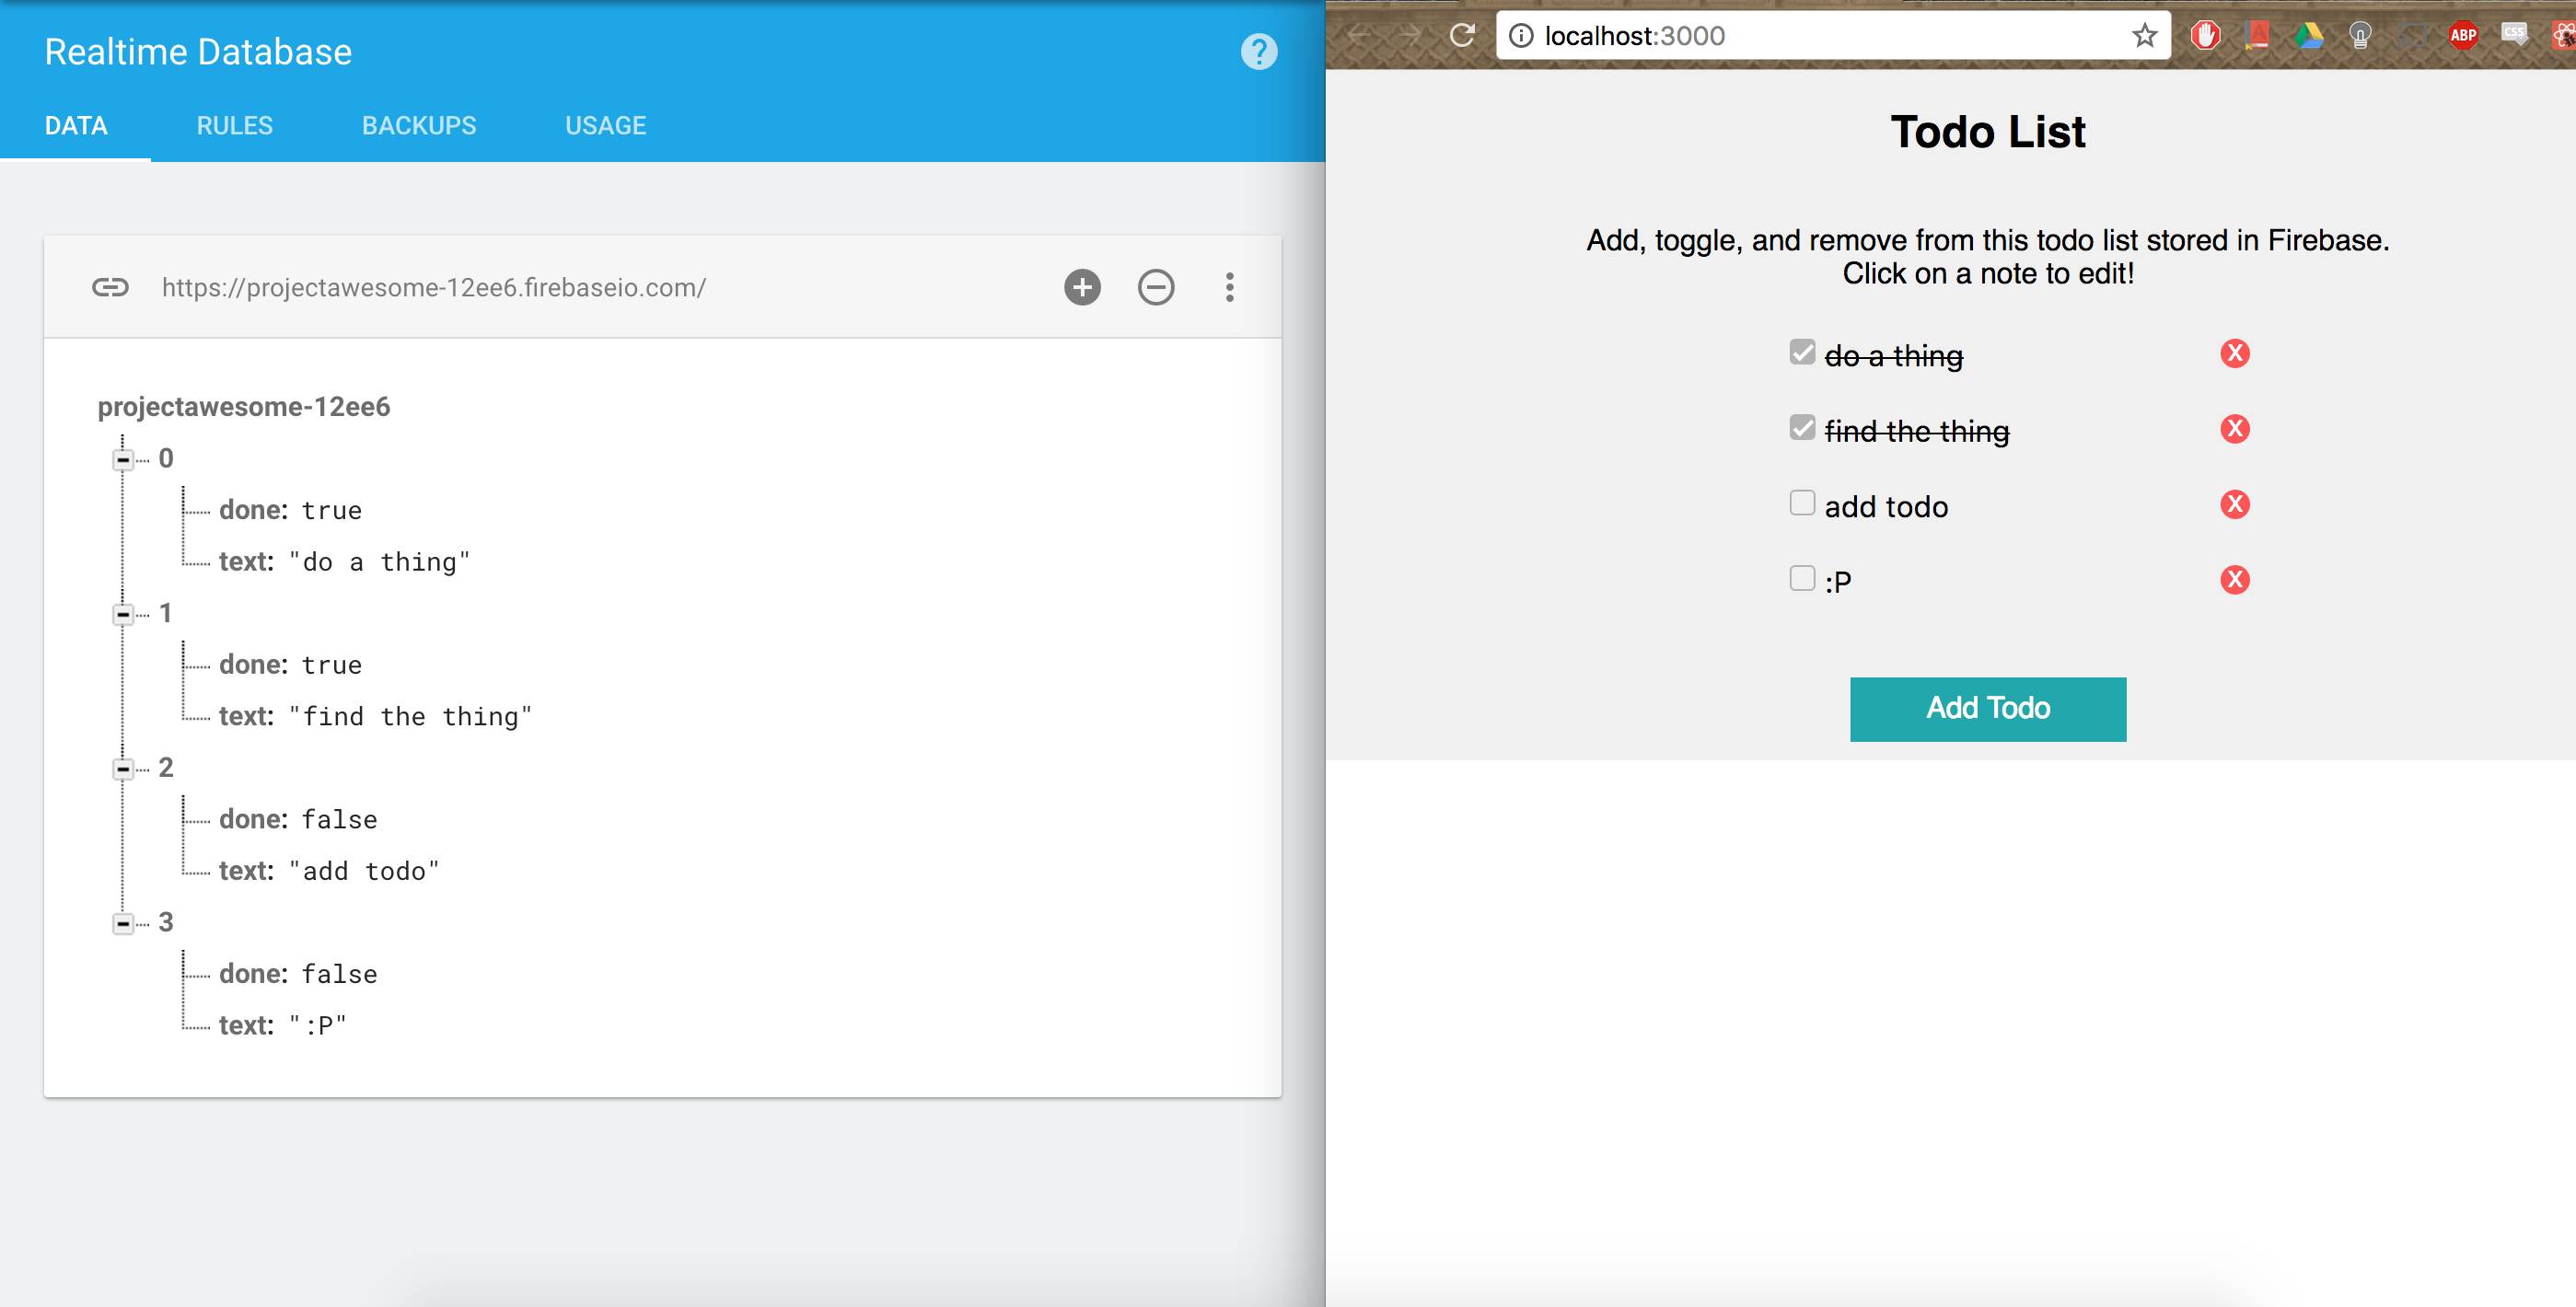 Realtime Database
?
DATA
RULES
BACKUPS
USAGE
https://projectawesome-12ee6.firebaseio.com/
projectawesome-12ee6
0
done: true
text: "do a thing"
1
done: true
text: "find the thing"
2
done: false
text: "add todo"
3
done: false
text: ":P"
localhost:3000
ABP
CSS
Todo List
Add, toggle, and remove from this todo list stored in Firebase.
Click on a note to edit!
do a thing
X
find the thing
X
add todo
X
:P
X
Add Todo